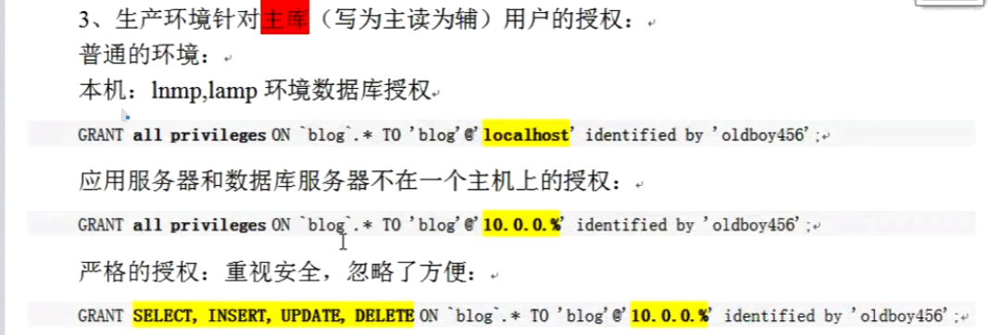 3、生产环境针对主库（写为主读为辅）用户的授权：
普通的环境：
本机：lnmp,lamp 环境数据库授权
GRANT all privileges ON `blog`.* TO 'blog'@'localhost' identified by 'oldboy456';
应用服务器和数据库服务器不在一个主机上的授权：
GRANT all privileges ON `blog`.* TO 'blog'@'10.0.0.%' identified by 'oldboy456';
严格的授权：重视安全，忽略了方便：
GRANT SELECT, INSERT, UPDATE, DELETE ON `blog`.* TO 'blog'@'10.0.0.%' identified by 'oldboy456';